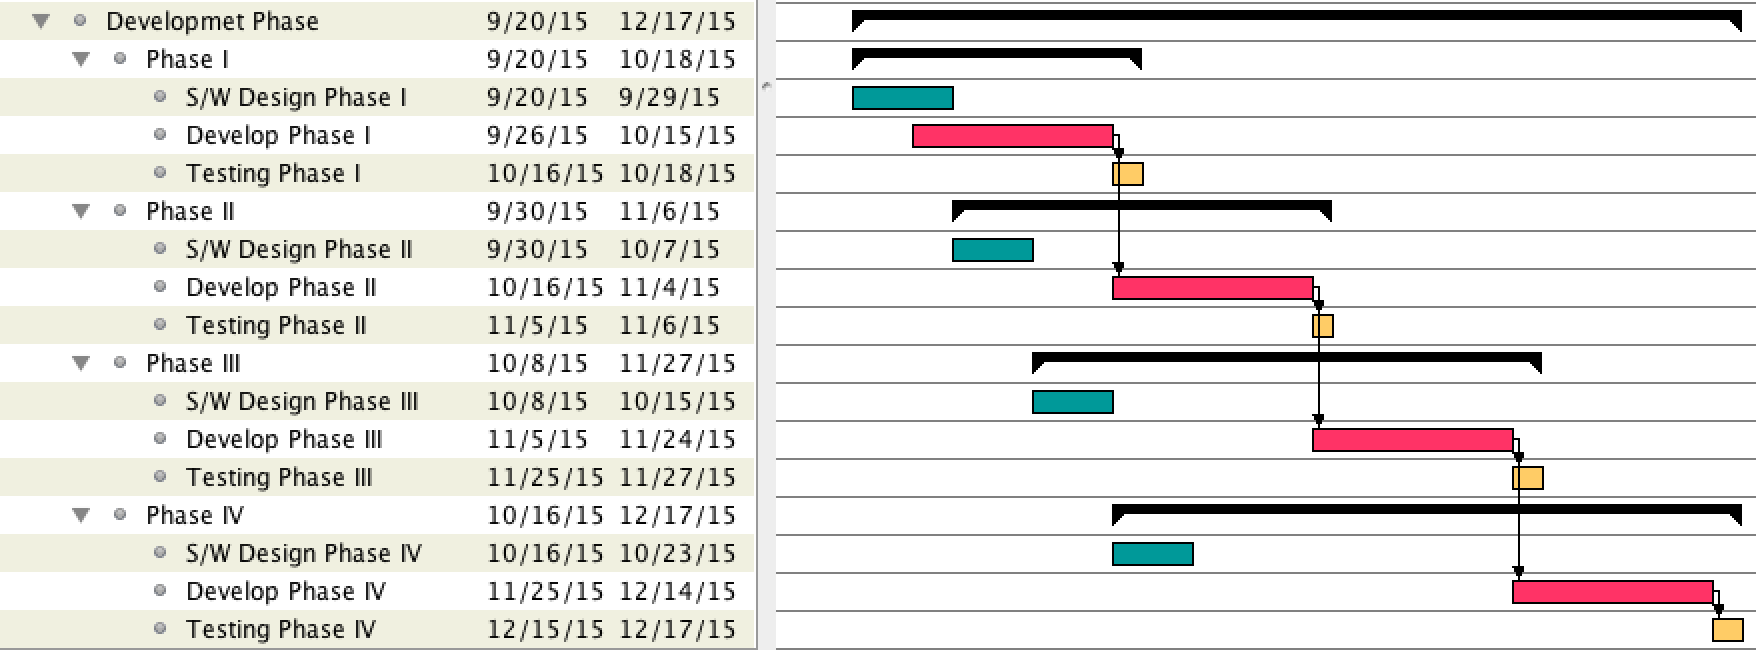 Developmet Phase 9/20/15 12/17/15
Phase I 9/20/15 10/18/15
S/W Design Phase I 9/20/15 9/29/15
Develop Phase I 9/26/15 10/15/15
Testing Phase I 10/16/15 10/18/15
Phase II 9/30/15 11/6/15
S/W Design Phase II 9/30/15 10/7/15
Develop Phase II 10/16/15 11/4/15
Testing Phase II 11/5/15 11/6/15
Phase III 10/8/15 11/27/15
S/W Design Phase III 10/8/15 10/15/15
Develop Phase III 11/5/15 11/24/15
Testing Phase III 11/25/15 11/27/15
Phase IV 10/16/15 12/17/15
S/W Design Phase IV 10/16/15 10/23/15
Develop Phase IV 11/25/15 12/14/15
Testing Phase IV 12/15/15 12/17/15